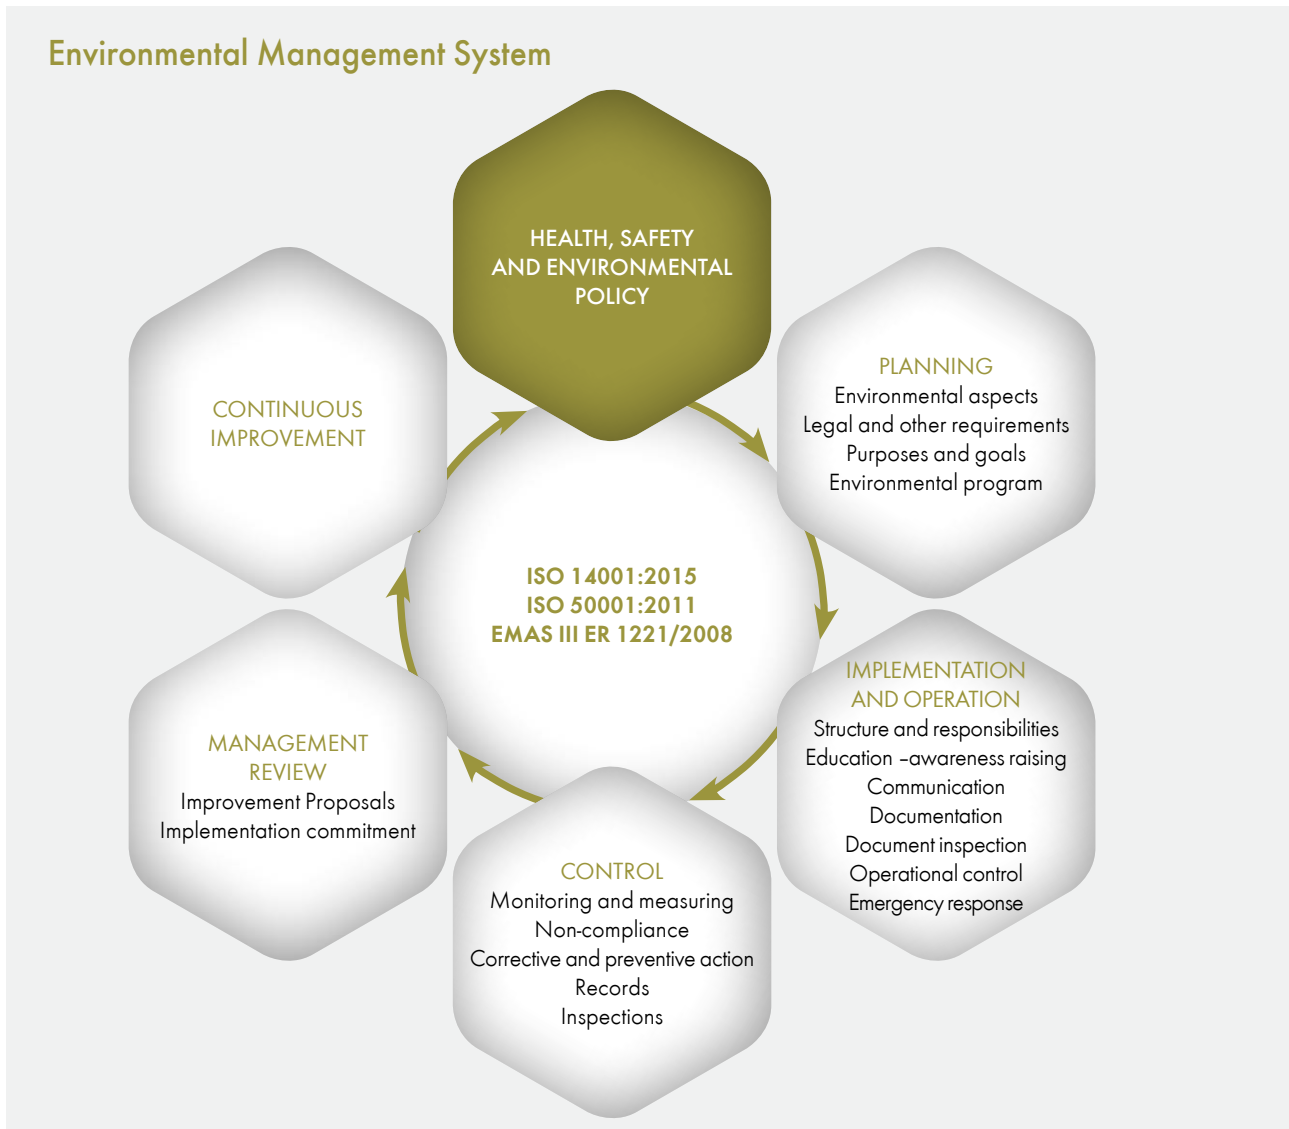 Environmental Management System
HEALTH, SAFETY
AND ENVIRONMENTAL
POLICY
PLANNING
Environmental aspects
Legal and other requirements
Purposes and goals
Environmental program
IMPLEMENTATION
AND OPERATION
Structure and responsibilities
Education –awareness raising
Communication
Documentation
Document inspection
Operational control
Emergency response
CONTROL
Monitoring and measuring
Non-compliance
Corrective and preventive action
Records
Inspections
MANAGEMENT
REVIEW
Improvement Proposals
Implementation commitment
CONTINUOUS
IMPROVEMENT
ISO 14001:2015
ISO 50001:2011
EMAS III ER 1221/2008